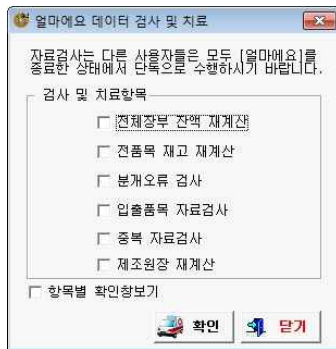 얼마에요 데이터 검사 및 치료
자료검사는 다른 사용자들은 모두 [얼마에요]를
종료한 상태에서 단독으로 수행하시기 바랍니다.
검사 및 치료항목
전체장부 잔액 재계산
전품목 재고 재계산
분개오류 검사
입출품목 자료검사
중복 자료검사
제조원장 재계산
항목별 확인창보기
확인
닫기